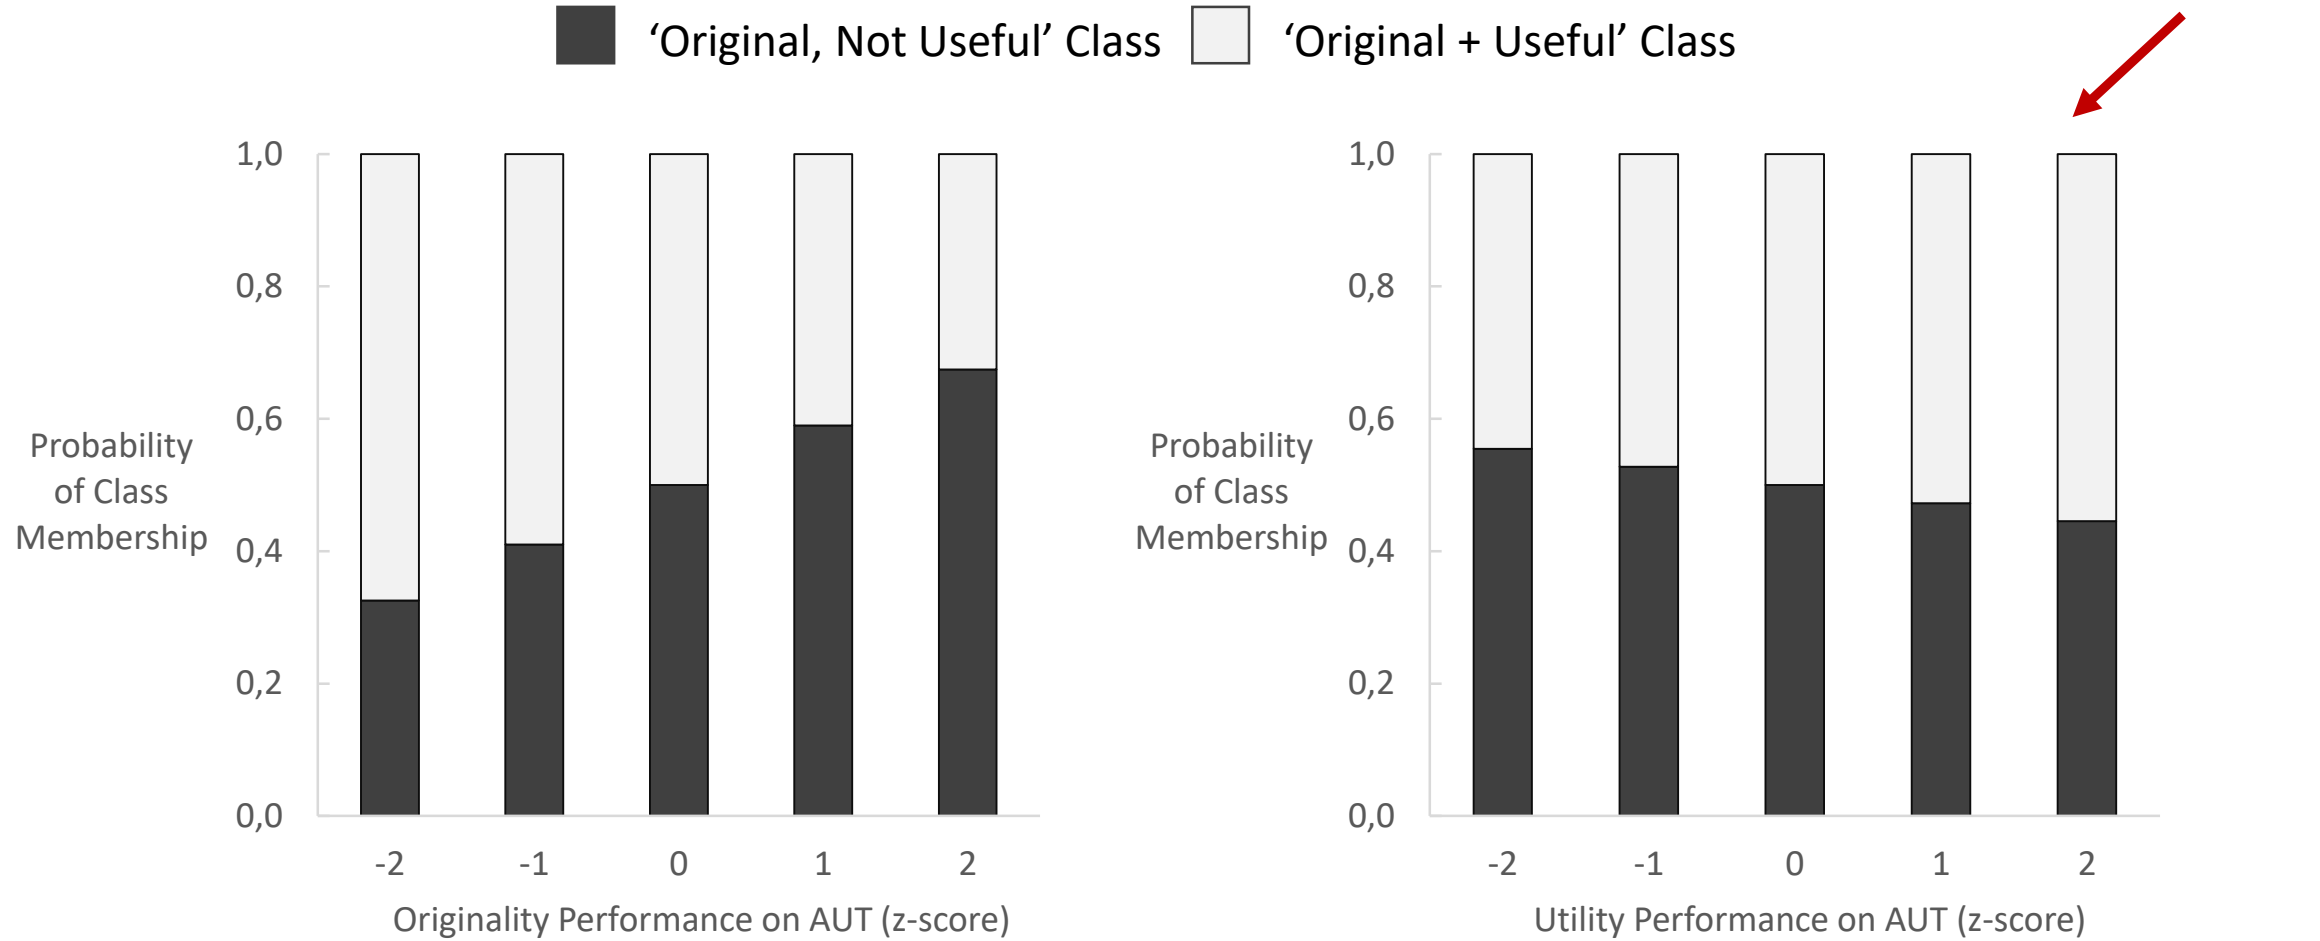 ‘Original, Not Useful’ Class ‘Original + Useful’ Class
1,0
0,8
0,6
0,4
0,2
0,0
Probability
of Class
Membership
-2 -1 0 1 2
Originality Performance on AUT (z-score)
1,0
0,8
0,6
0,4
0,2
0,0
Probability
of Class
Membership
-2 -1 0 1 2
Utility Performance on AUT (z-score)